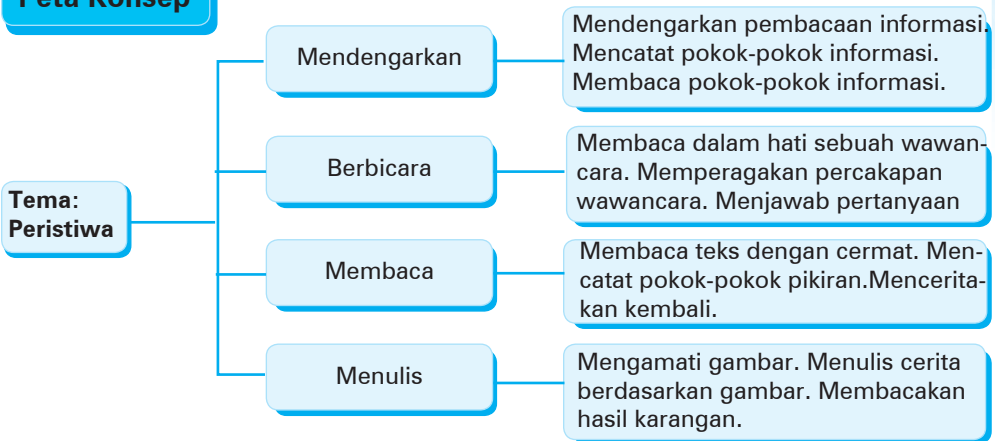 Peta Konsep
Tema:
Peristiwa
Mendengarkan
Mendengarkan pembacaan informasi.
Mencatat pokok-pokok informasi.
Membaca pokok-pokok informasi.
Berbicara
Membaca dalam hati sebuah wawan-
cara. Memperagakan percakapan
wawancara. Menjawab pertanyaan
Membaca
Membaca teks dengan cermat. Men-
catat pokok-pokok pikiran.Mencerita-
kan kembali.
Menulis
Mengamati gambar. Menulis cerita
berdasarkan gambar. Membacakan
hasil karangan.